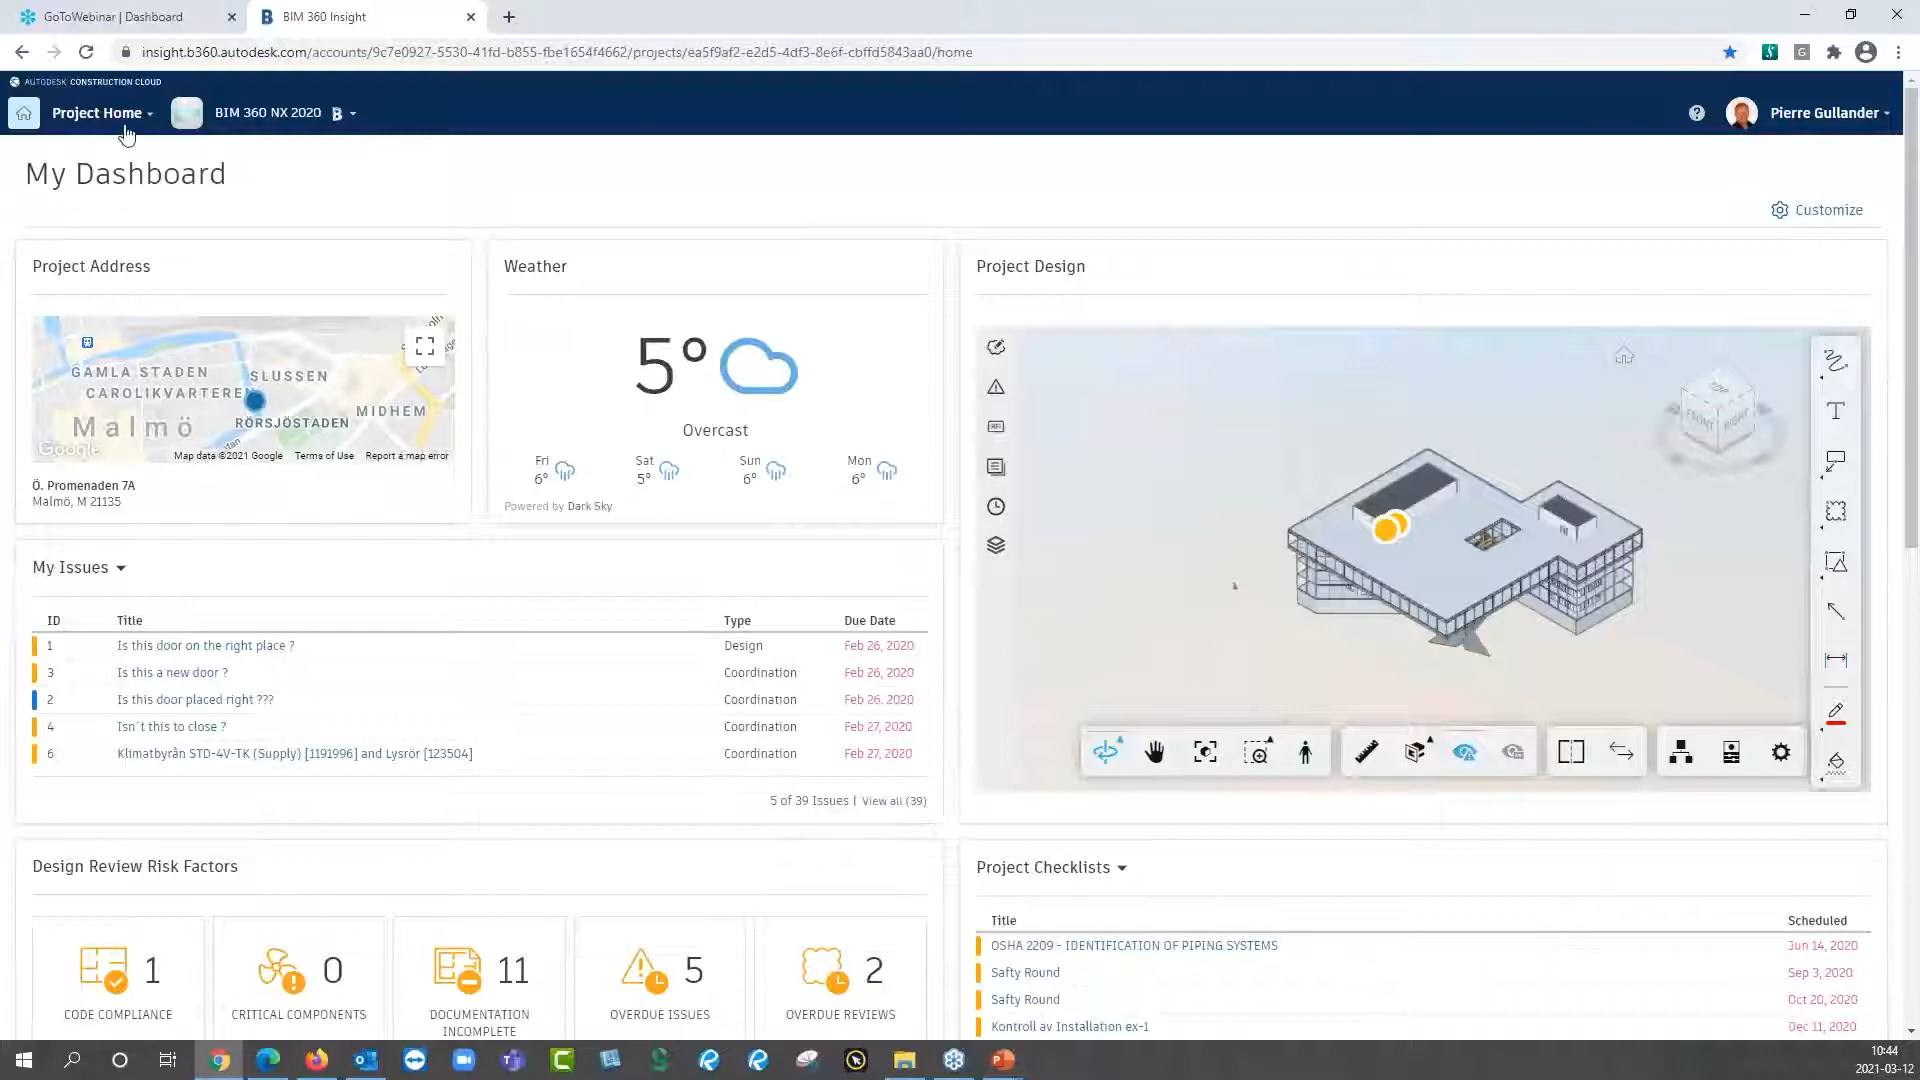 GoToWebinar | Dashboard
BIM 360 Insight
insight.b360.autodesk.com/accounts/9c7e0927-5530-41fd-b855-fbe1654f4662/projects/ea5f9af2-e2d5-4df3-8e6f-cbffd5843aa0/home
AUTODESK CONSTRUCTION CLOUD
Project Home
BIM 360 NX 2020
Pierre Gullander
My Dashboard
Customize
Project Address
GAMLA STADEN
SLUSSEN
CAROLIKVARTEREN
MIDHEM
Malmö
RÖRSJÖSTADEN
Google
Map data ©2021 Google
Terms of Use
Report a map error
Ö. Promenaden 7A
Malmö, M 21135
Weather
5°
Overcast
Fri Sat Sun Mon
6° 5° 6° 6°
Powered by Dark Sky
Project Design
FRONT
RIGHT
RFI
My Issues
ID Title Type Due Date
1 Is this door on the right place ? Design Feb 26, 2020
3 Is this a new door ? Coordination Feb 26, 2020
2 Is this door placed right ??? Coordination Feb 26, 2020
4 Isn´t this to close ? Coordination Feb 27, 2020
6 Klimatbyrån STD-4V-TK (Supply) [1191996] and Lysrör [123504] Coordination Feb 27, 2020
5 of 39 Issues | View all (39)
Design Review Risk Factors
1
CODE COMPLIANCE
0
CRITICAL COMPONENTS
11
DOCUMENTATION
INCOMPLETE
5
OVERDUE ISSUES
2
OVERDUE REVIEWS
Project Checklists
Title Scheduled
OSHA 2209 - IDENTIFICATION OF PIPING SYSTEMS Jun 14, 2020
Safty Round Sep 3, 2020
Safty Round Oct 20, 2020
Kontroll av Installation ex-1 Dec 11, 2020
10:44
2021-03-12